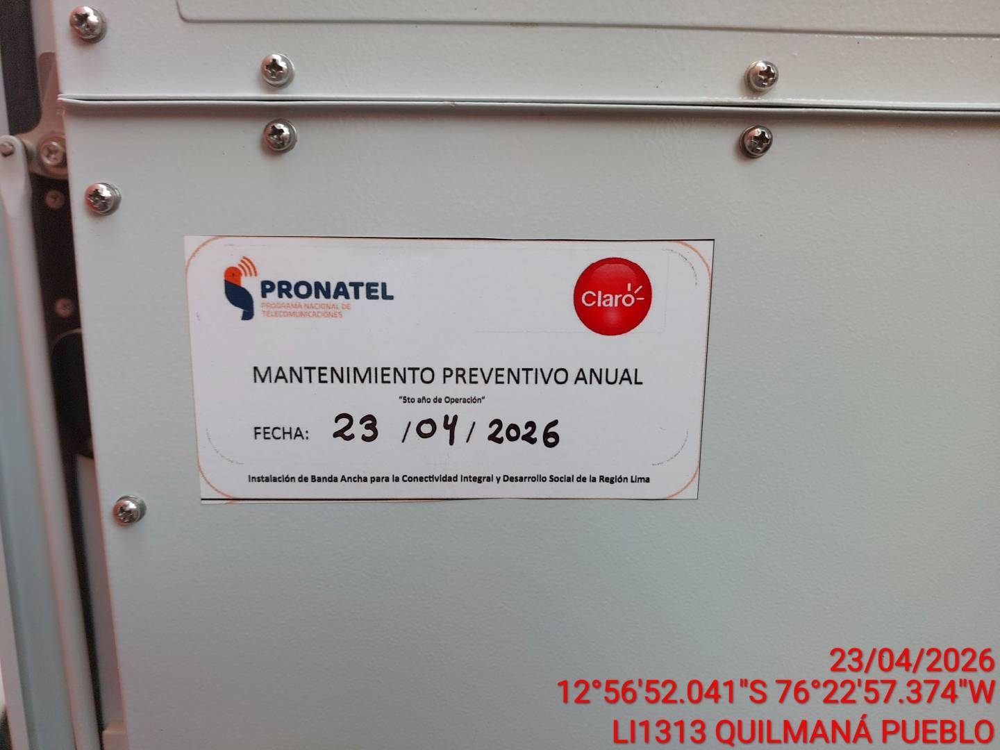 PRONATEL
PROGRAMA NACIONAL DE
TELECOMUNICACIONES
Claro
MANTENIMIENTO PREVENTIVO ANUAL
"5to año de Operación"
FECHA: 23 / 04 / 2026
Instalación de Banda Ancha para la Conectividad Integral y Desarrollo Social de la Región Lima
23/04/2026
12°56'52.041"S 76°22'57.374"W
LI1313 QUILMANÁ PUEBLO